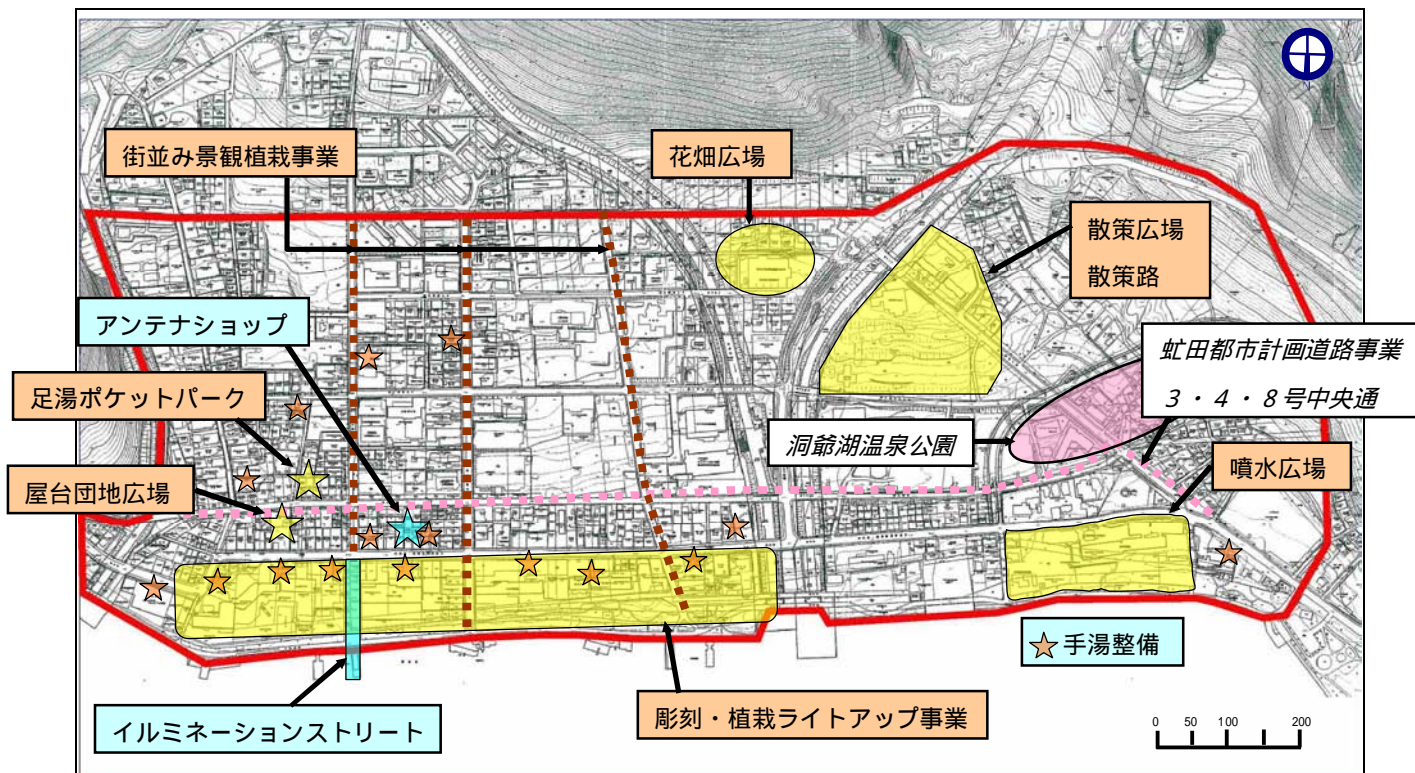 N
街並み景観植栽事業
花畑広場
散策広場
散策路
アンテナショップ
虻田都市計画道路事業
3・4・8号中央通
足湯ポケットパーク
洞爺湖温泉公園
屋台団地広場
噴水広場
手湯整備
イルミネーションストリート
彫刻・植栽ライトアップ事業
0 50 100 200